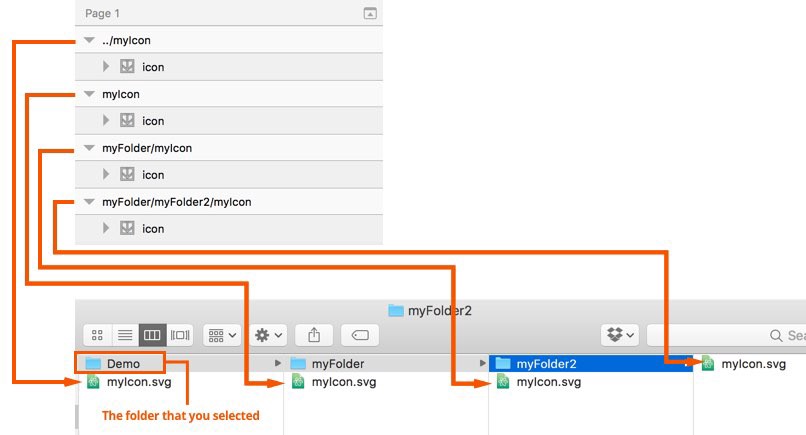 Page 1
../myIcon
icon
myIcon
icon
myFolder/myIcon
icon
myFolder/myFolder2/myIcon
icon
myFolder2
Sea
Demo
myFolder
myFolder2
myIcon.svg
myIcon.svg
myIcon.svg
myIcon.svg
The folder that you selected